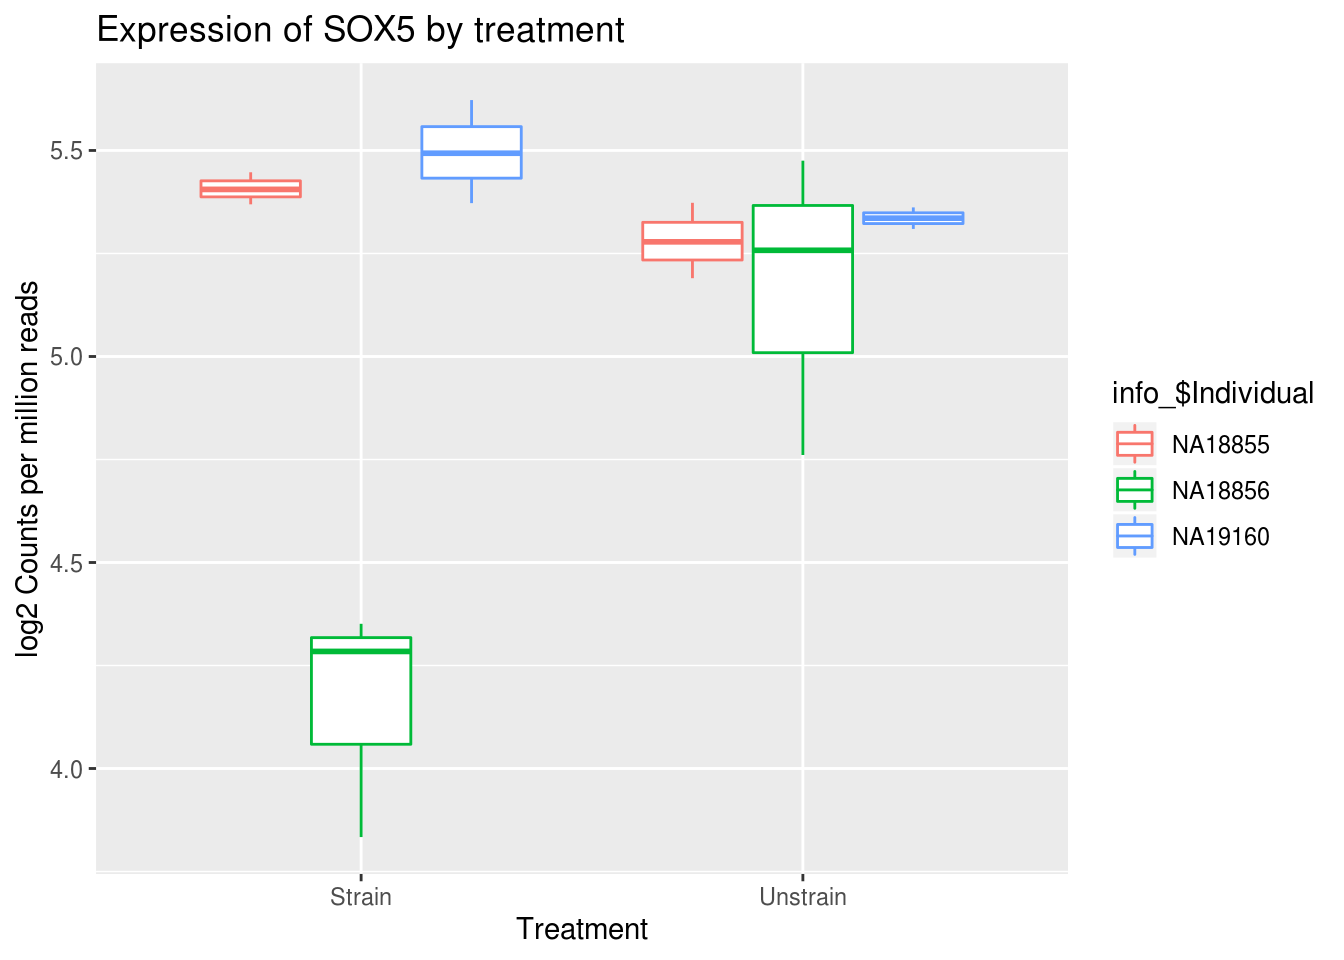 Expression of SOX5 by treatment
log2 Counts per million reads
5.5
5.0
4.5
4.0
Strain
Unstrain
Treatment
info_$Individual
NA18855
NA18856
NA19160